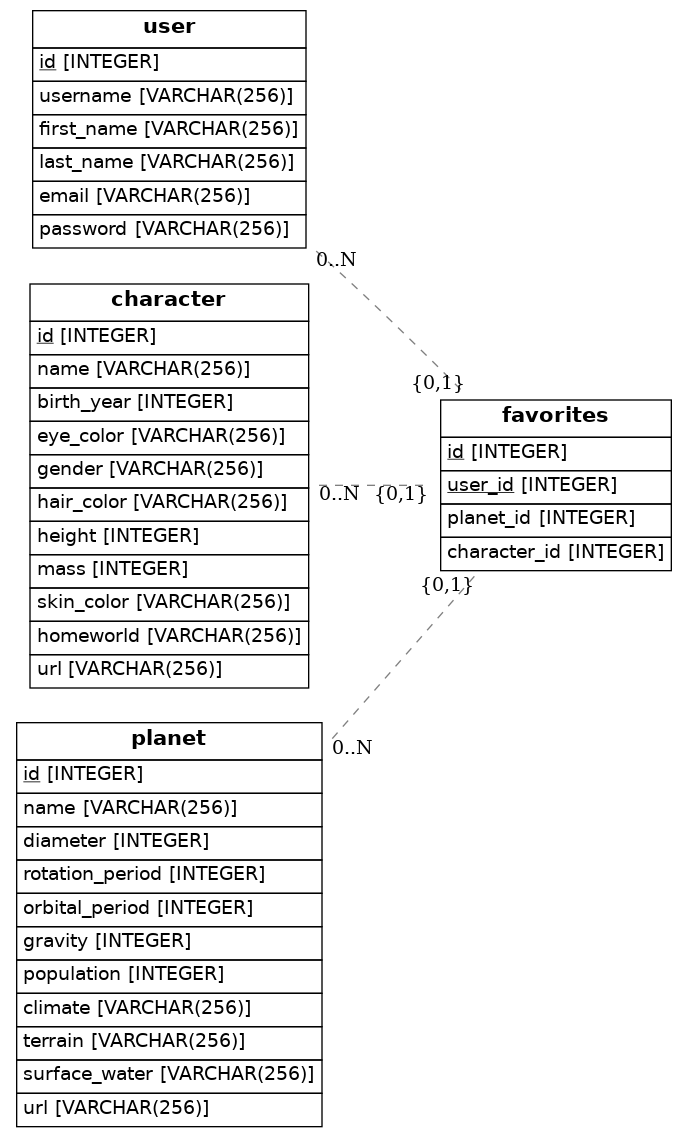 user
id [INTEGER]
username [VARCHAR(256)]
first_name [VARCHAR(256)]
last_name [VARCHAR(256)]
email [VARCHAR(256)]
password [VARCHAR(256)]
0..N
{0,1}
character
id [INTEGER]
name [VARCHAR(256)]
birth_year [INTEGER]
eye_color [VARCHAR(256)]
gender [VARCHAR(256)]
hair_color [VARCHAR(256)]
height [INTEGER]
mass [INTEGER]
skin_color [VARCHAR(256)]
homeworld [VARCHAR(256)]
url [VARCHAR(256)]
0..N {0,1}
favorites
id [INTEGER]
user_id [INTEGER]
planet_id [INTEGER]
character_id [INTEGER]
{0,1}
0..N
planet
id [INTEGER]
name [VARCHAR(256)]
diameter [INTEGER]
rotation_period [INTEGER]
orbital_period [INTEGER]
gravity [INTEGER]
population [INTEGER]
climate [VARCHAR(256)]
terrain [VARCHAR(256)]
surface_water [VARCHAR(256)]
url [VARCHAR(256)]